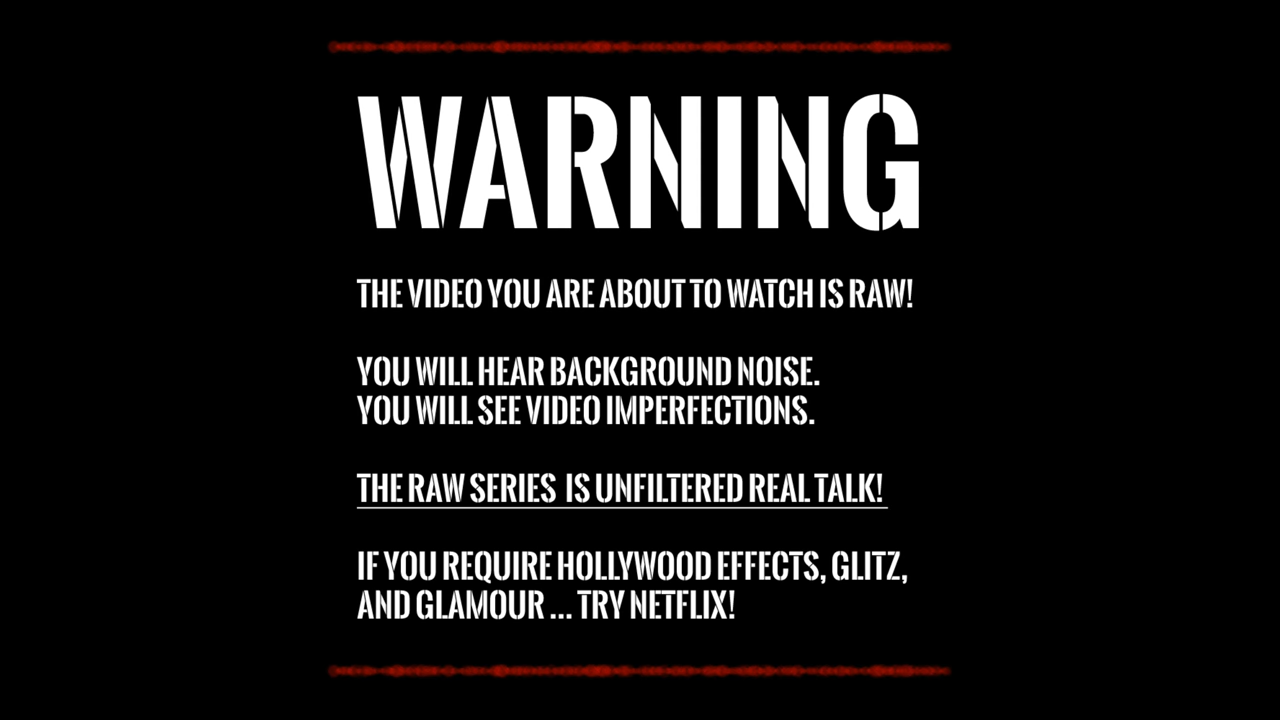 WARNING
THE VIDEO YOU ARE ABOUT TO WATCH IS RAW!
YOU WILL HEAR BACKGROUND NOISE.
YOU WILL SEE VIDEO IMPERFECTIONS.
THE RAW SERIES IS UNFILTERED REAL TALK!
IF YOU REQUIRE HOLLYWOOD EFFECTS, GLITZ,
AND GLAMOUR ... TRY NETFLIX!